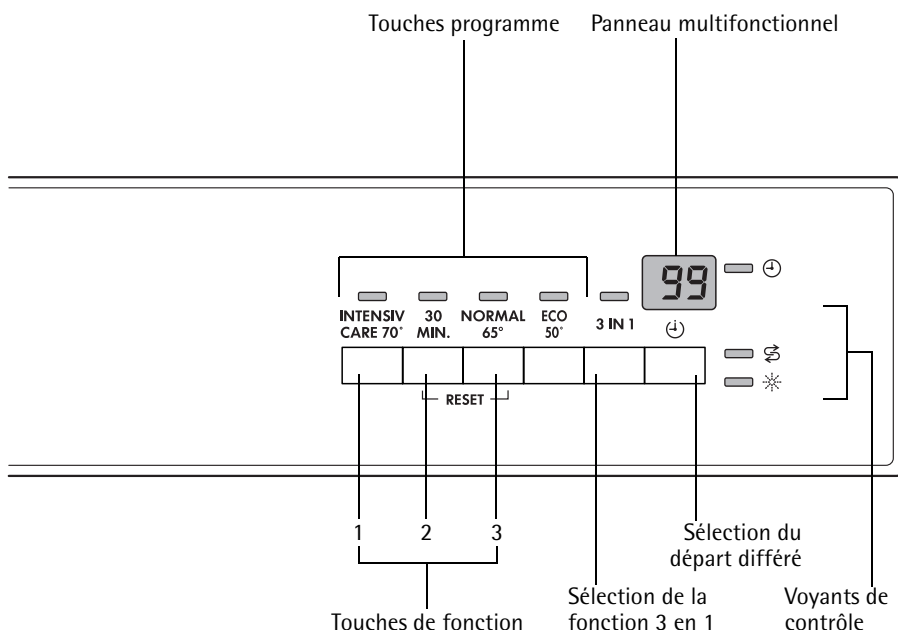 Touches programme
Panneau multifonctionnel
99
INTENSIV
CARE 70°
30
MIN.
NORMAL
65°
ECO
50°
3 IN 1
RESET
1
2
3
Sélection du
départ différé
Touches de fonction
Sélection de la
fonction 3 en 1
Voyants de
contrôle